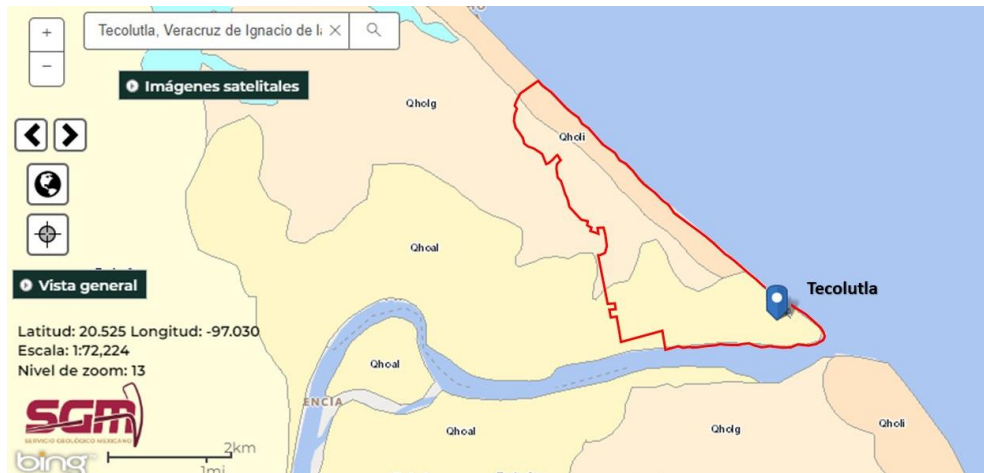 +
Tecolutla, Veracruz de Ignacio de l
−
Imágenes satelitales
Qholg
Qholi
Qhoal
Vista general
Tecolutla
Latitud: 20.525 Longitud: -97.030
Escala: 1:72,224
Nivel de zoom: 13
Qhoal
ENCIA
SGM
SERVICIO GEOLÓGICO MEXICANO
Qhoal
Qholg
Qholi
2km
bing
1mi